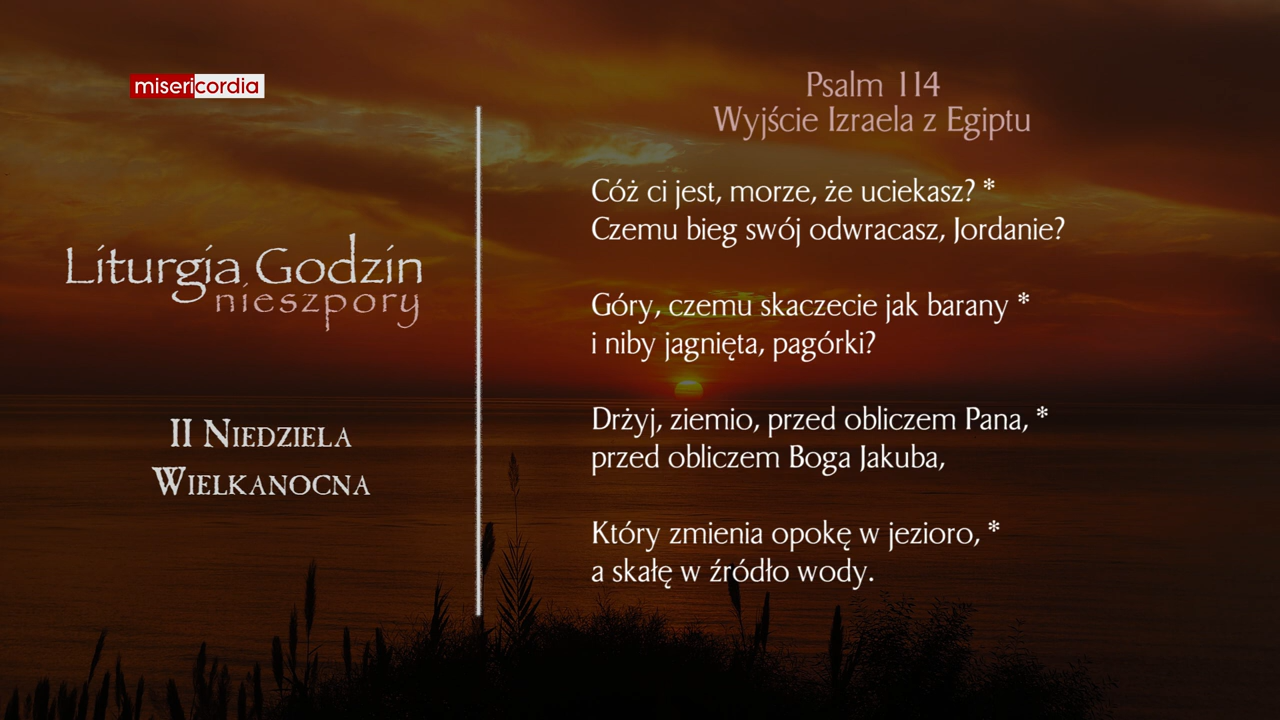 misericordia
Liturgia Godzin
nieszpory
II Niedziela
Wielkanocna
Psalm 114
Wyjście Izraela z Egiptu
Cóż ci jest, morze, że uciekasz? *
Czemu bieg swój odwracasz, Jordanie?
Góry, czemu skaczecie jak barany *
i niby jagnięta, pagórki?
Drżyj, ziemio, przed obliczem Pana, *
przed obliczem Boga Jakuba,
Który zmienia opokę w jezioro, *
a skałę w źródło wody.